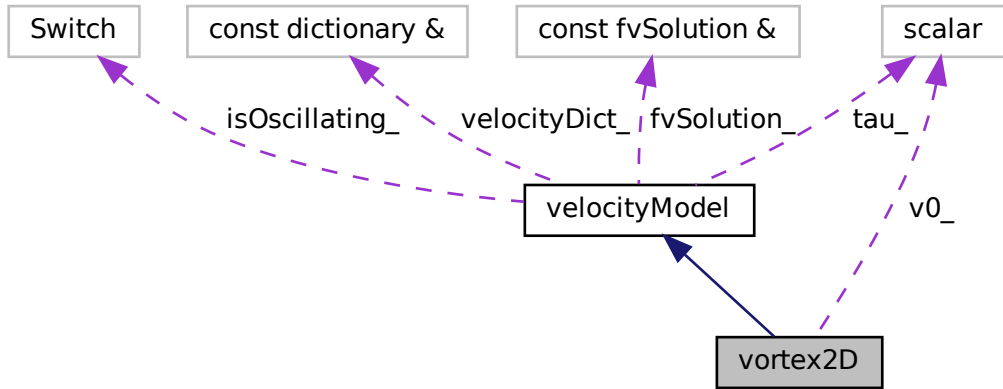 Switch
const dictionary &
const fvSolution &
scalar
isOscillating_
velocityDict_
fvSolution_
tau_
velocityModel
v0_
vortex2D